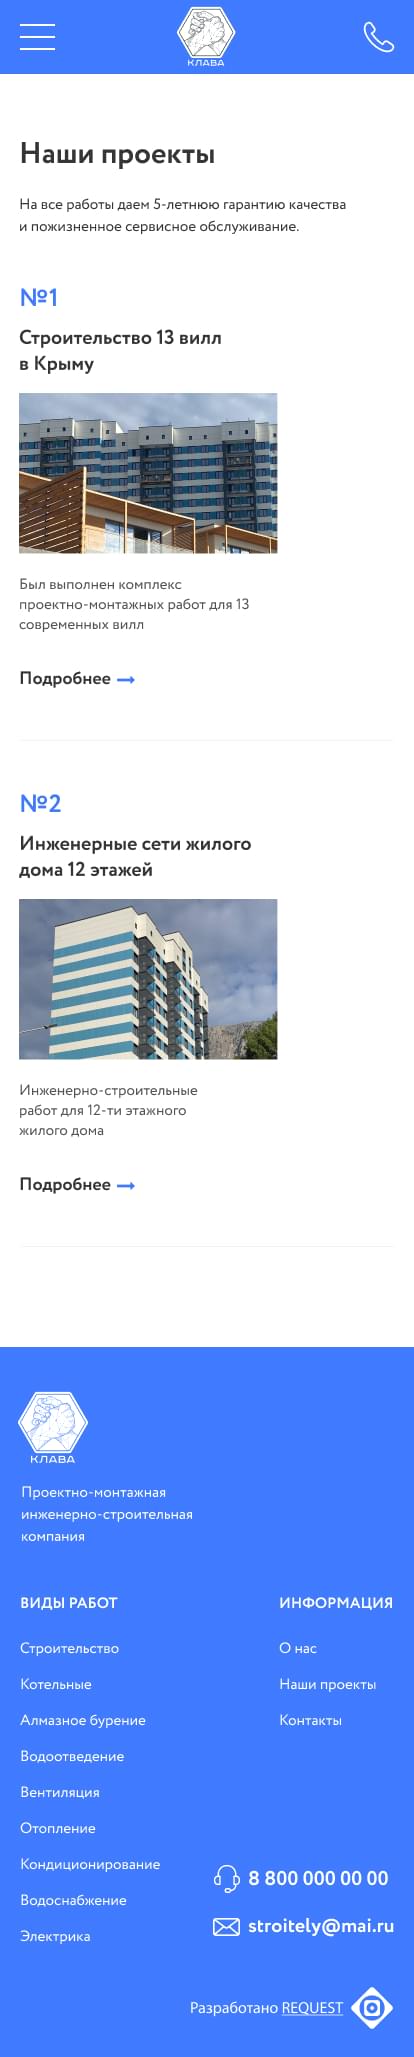 КЛАВА
Наши проекты
На все работы даем 5-летнюю гарантию качества
и пожизненное сервисное обслуживание.
№1
Строительство 13 вилл
в Крыму
Был выполнен комплекс
проектно-монтажных работ для 13
современных вилл
Подробнее
№2
Инженерные сети жилого
дома 12 этажей
Инженерно-строительные
работ для 12-ти этажного
жилого дома
Подробнее
КЛАВА
Проектно-монтажная
инженерно-строительная
компания
ВИДЫ РАБОТ
Строительство
Котельные
Алмазное бурение
Водоотведение
Вентиляция
Отопление
Кондиционирование
Водоснабжение
Электрика
ИНФОРМАЦИЯ
О нас
Наши проекты
Контакты
8 800 000 00 00
stroitely@mai.ru
Разработано REQUEST